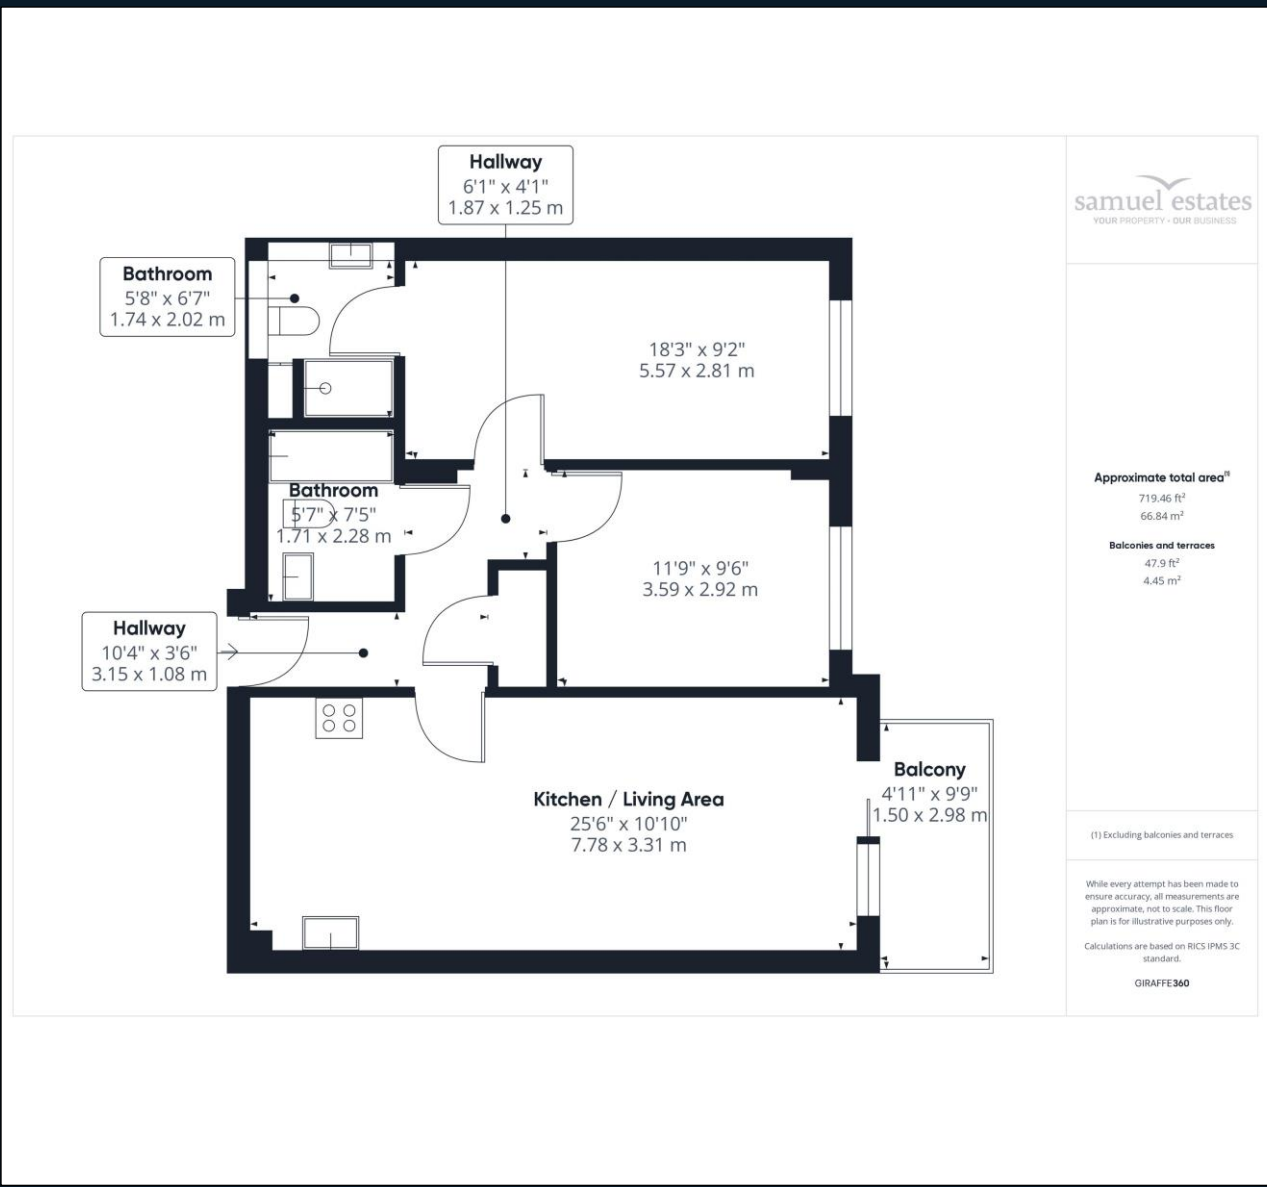 Hallway
6'1" x 4'1"
1.87 x 1.25 m
Bathroom
5'8" x 6'7"
1.74 x 2.02 m
18'3" x 9'2"
5.57 x 2.81 m
Bathroom
5'7" x 7'5"
1.71 x 2.28 m
11'9" x 9'6"
3.59 x 2.92 m
Hallway
10'4" x 3'6"
3.15 x 1.08 m
Kitchen / Living Area
25'6" x 10'10"
7.78 x 3.31 m
Balcony
4'11" x 9'9"
1.50 x 2.98 m
samuel estates
YOUR PROPERTY - OUR BUSINESS
Approximate total area⁽¹⁾
719.46 ft²
66.84 m²
Balconies and terraces
47.9 ft²
4.45 m²
(1) Excluding balconies and terraces
While every attempt has been made to
ensure accuracy, all measurements are
approximate, not to scale. This floor
plan is for illustrative purposes only.
Calculations are based on RICS IPMS 3C
standard.
GIRAFFE360